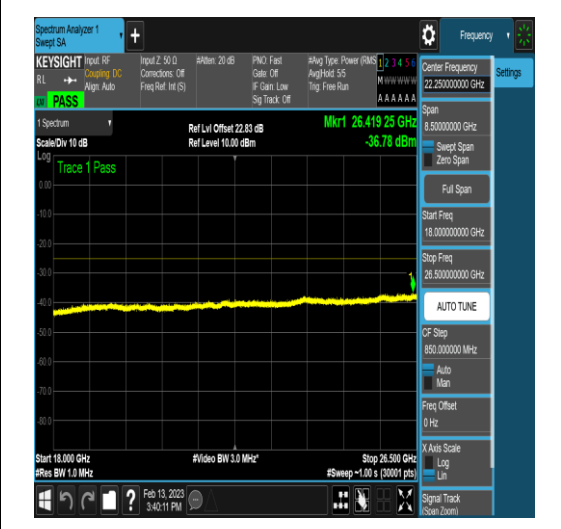 Spectrum Analyzer 1
Swept SA
Frequency
KEYSIGHT
RL
PASS
Input: RF
Coupling: DC
Align: Auto
Input Z: 50 Ω
Corrections: Off
Freq Ref: Int (S)
#Atten: 20 dB
PNO: Fast
Gate: Off
IF Gain: Low
Sig Track: Off
#Avg Type: Power (RMS
Avg|Hold: 5/5
Trig: Free Run
1 2 3 4 5 6
M W W W W W
A A A A A A
1 Spectrum
Scale/Div 10 dB
Ref Lvl Offset 22.83 dB
Ref Level 10.00 dBm
Mkr1 26.419 25 GHz
-36.78 dBm
Log
Trace 1 Pass
0.00
-10.0
-20.0
-30.0
-40.0
-50.0
-60.0
-70.0
-80.0
1
Start 18.000 GHz
#Res BW 1.0 MHz
#Video BW 3.0 MHz*
Stop 26.500 GHz
#Sweep ~1.00 s (30001 pts)
?
Feb 13, 2023
3:40:11 PM
Center Frequency
22.250000000 GHz
Span
8.50000000 GHz
Swept Span
Zero Span
Full Span
Start Freq
18.000000000 GHz
Stop Freq
26.500000000 GHz
AUTO TUNE
CF Step
850.000000 MHz
Auto
Man
Freq Offset
0 Hz
X Axis Scale
Log
Lin
Signal Track
(Span Zoom)
Settings